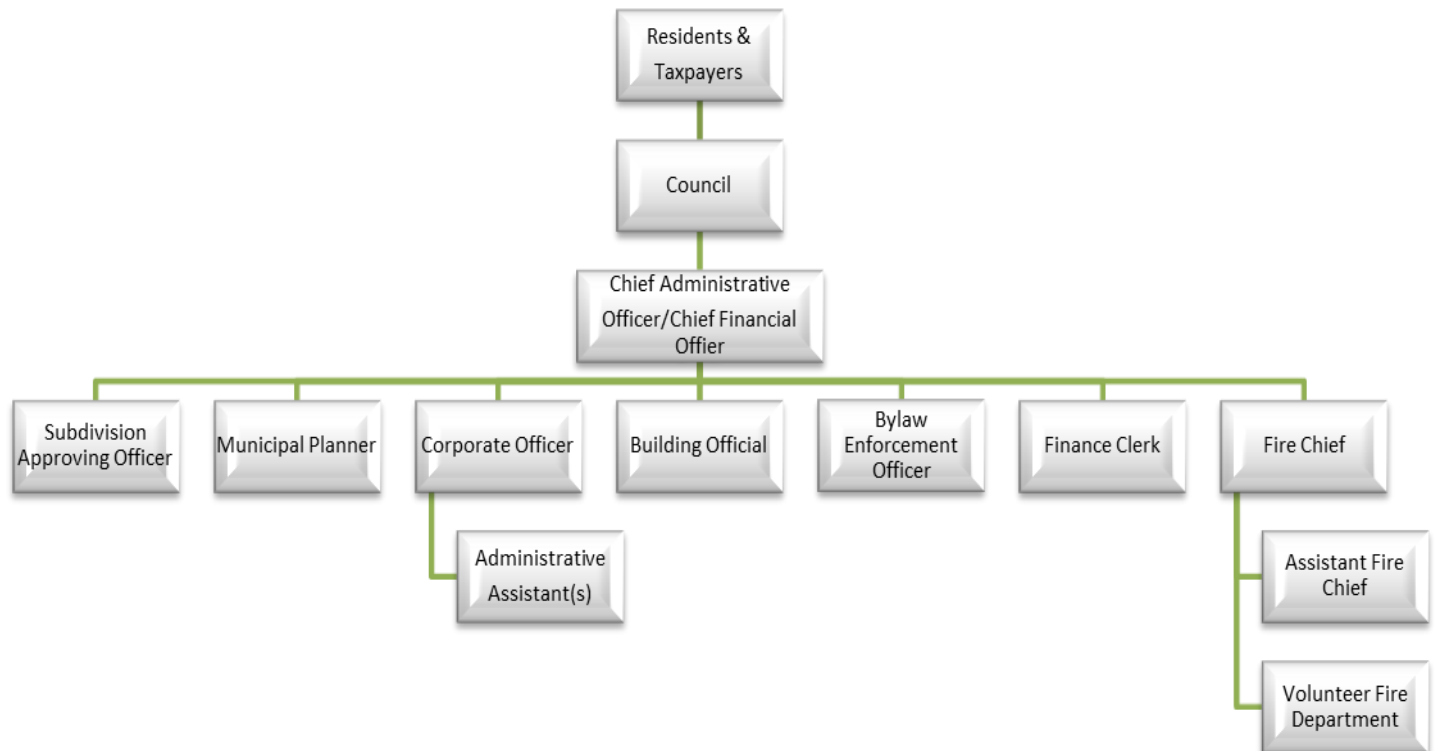 Residents &
Taxpayers
Council
Chief Administrative
Officer/Chief Financial
Offier
Subdivision
Approving Officer
Municipal Planner
Corporate Officer
Building Official
Bylaw
Enforcement
Officer
Finance Clerk
Fire Chief
Administrative
Assistant(s)
Assistant Fire
Chief
Volunteer Fire
Department